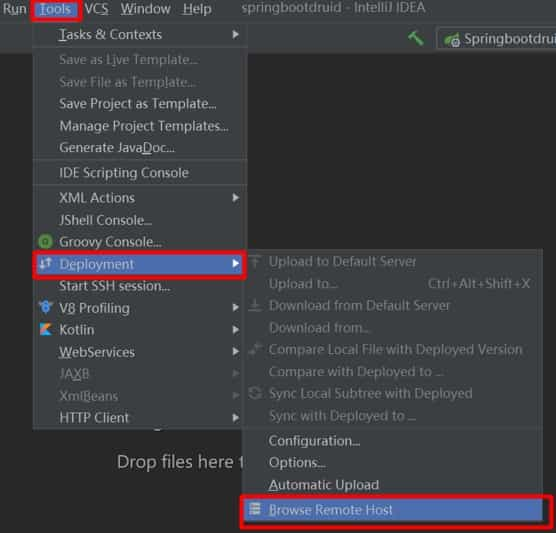 Run Tools VCS Window Help springbootdruid - IntelliJ IDEA
Springbootdrui
Tasks & Contexts
Save as Live Template...
Save File as Template...
Save Project as Template...
Manage Project Templates...
Generate JavaDoc...
IDE Scripting Console
XML Actions
JShell Console...
Groovy Console...
Deployment
Start SSH session...
V8 Profiling
Kotlin
WebServices
JAXB
XmlBeans
HTTP Client
Upload to Default Server
Upload to... Ctrl+Alt+Shift+X
Download from Default Server
Download from...
Compare Local File with Deployed Version
Compare with Deployed to ...
Sync Local Subtree with Deployed
Sync with Deployed to ...
Configuration...
Options...
Automatic Upload
Browse Remote Host
Drop files here t